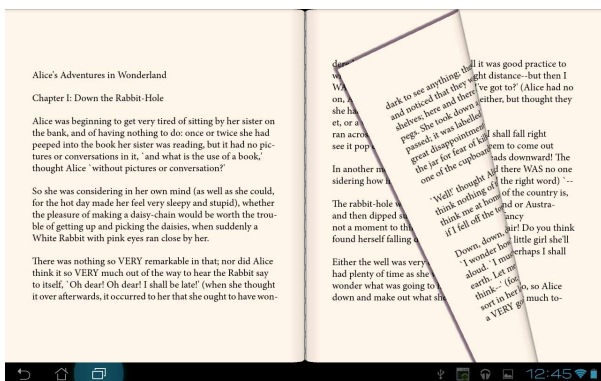 Alice's Adventures in Wonderland
Chapter I: Down the Rabbit-Hole
Alice was beginning to get very tired of sitting by her sister on
the bank, and of having nothing to do: once or twice she had
peeped into the book her sister was reading, but it had no pic-
tures or conversations in it, `and what is the use of a book,'
thought Alice `without pictures or conversation?'
So she was considering in her own mind (as well as she could,
for the hot day made her feel very sleepy and stupid), whether
the pleasure of making a daisy-chain would be worth the trou-
ble of getting up and picking the daisies, when suddenly a
White Rabbit with pink eyes ran close by her.
There was nothing so VERY remarkable in that; nor did Alice
think it so VERY much out of the way to hear the Rabbit say
to itself, `Oh dear! Oh dear! I shall be late!' (when she thought
it over afterwards, it occurred to her that she ought to have won-
on,
she
et, or a
ran
see it pop
In another
sidering how
The rabbit-hole
and then dipped
not a moment to
found herself falling
Either the well was very
had plenty of time as she
wonder what was going to
down and make out what
dark to see anything;
and noticed that they
shelves; here and there
pegs. She took down
passed; it was labelled
great disappointment
the jar for fear of
one of the
`Well!' thought
think nothing of
think me at
if I fell off the
Down, down,
`I wonder
aloud. `I
earth. Let
think--' (for
sort in her
a VERY
it was good practice to
distance--but then I
got to?' (Alice had no
either, but thought they
I shall fall right
to come out
downward! The
there WAS no one
the right word) `--
of the country is,
or Austra-
Do you think
little girl she'll
I shall
so Alice
much to-
12:45